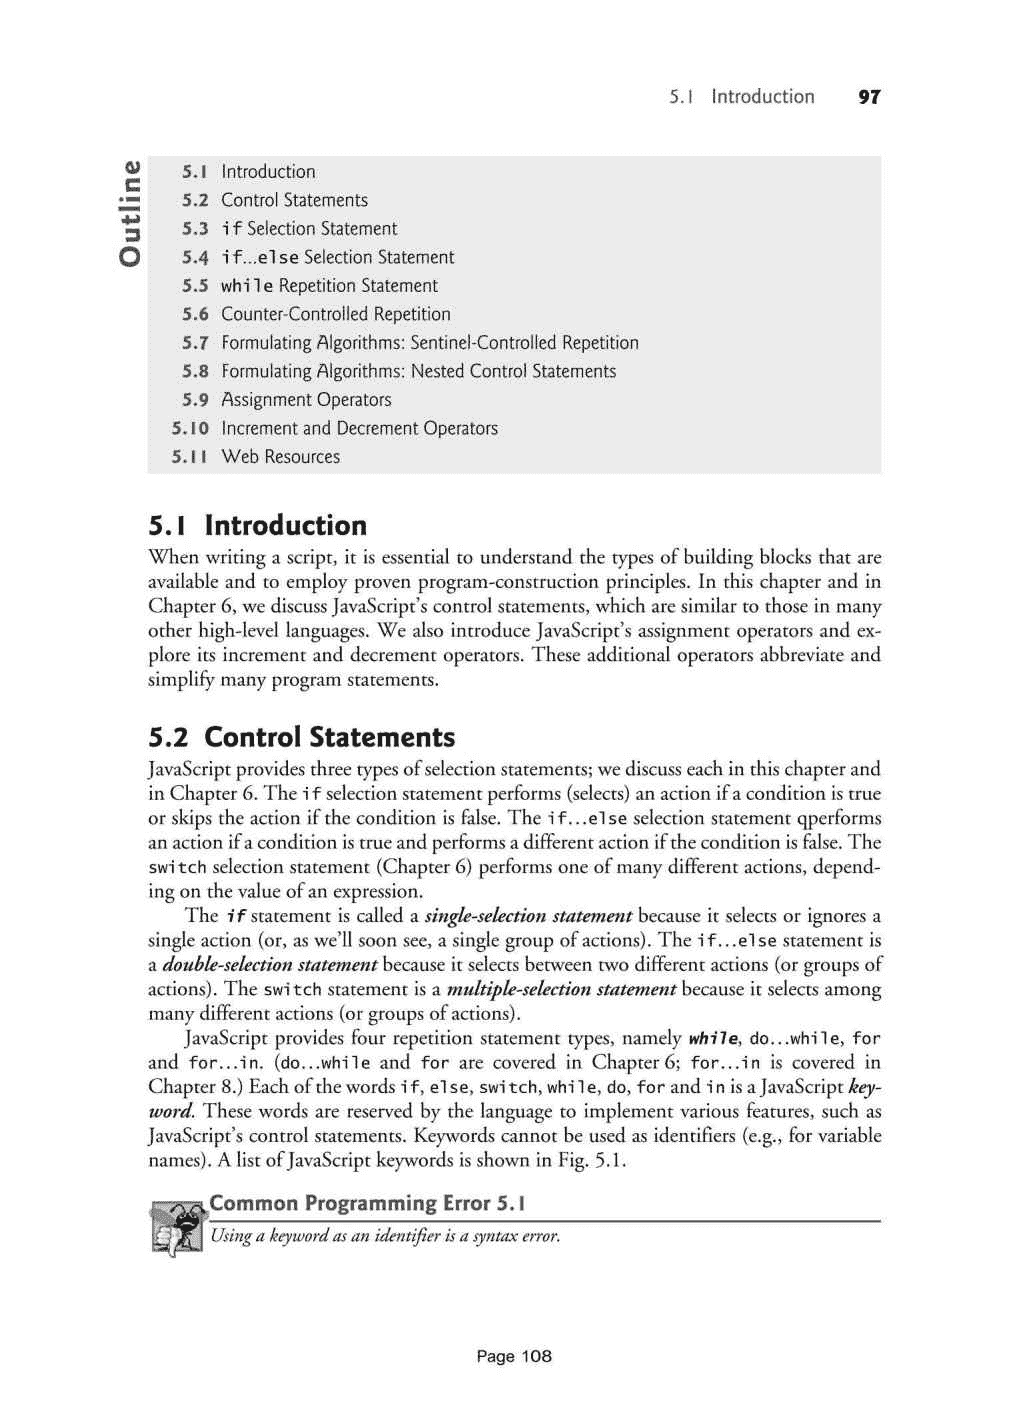 5.1 Introduction 97
Outline
5.1 Introduction
5.2 Control Statements
5.3 if Selection Statement
5.4 if...else Selection Statement
5.5 while Repetition Statement
5.6 Counter-Controlled Repetition
5.7 Formulating Algorithms: Sentinel-Controlled Repetition
5.8 Formulating Algorithms: Nested Control Statements
5.9 Assignment Operators
5.10 Increment and Decrement Operators
5.11 Web Resources
5.1 Introduction
When writing a script, it is essential to understand the types of building blocks that are
available and to employ proven program-construction principles. In this chapter and in
Chapter 6, we discuss JavaScript's control statements, which are similar to those in many
other high-level languages. We also introduce JavaScript's assignment operators and ex-
plore its increment and decrement operators. These additional operators abbreviate and
simplify many program statements.
5.2 Control Statements
JavaScript provides three types of selection statements; we discuss each in this chapter and
in Chapter 6. The if selection statement performs (selects) an action if a condition is true
or skips the action if the condition is false. The if...else selection statement qperforms
an action if a condition is true and performs a different action if the condition is false. The
switch selection statement (Chapter 6) performs one of many different actions, depend-
ing on the value of an expression.
The if statement is called a single-selection statement because it selects or ignores a
single action (or, as we'll soon see, a single group of actions). The if...else statement is
a double-selection statement because it selects between two different actions (or groups of
actions). The switch statement is a multiple-selection statement because it selects among
many different actions (or groups of actions).
JavaScript provides four repetition statement types, namely while, do...while, for
and for...in. (do...while and for are covered in Chapter 6; for...in is covered in
Chapter 8.) Each of the words if, else, switch, while, do, for and in is a JavaScript key-
word. These words are reserved by the language to implement various features, such as
JavaScript's control statements. Keywords cannot be used as identifiers (e.g., for variable
names). A list of JavaScript keywords is shown in Fig. 5.1.
Common Programming Error 5.1
Using a keyword as an identifier is a syntax error.
Page 108